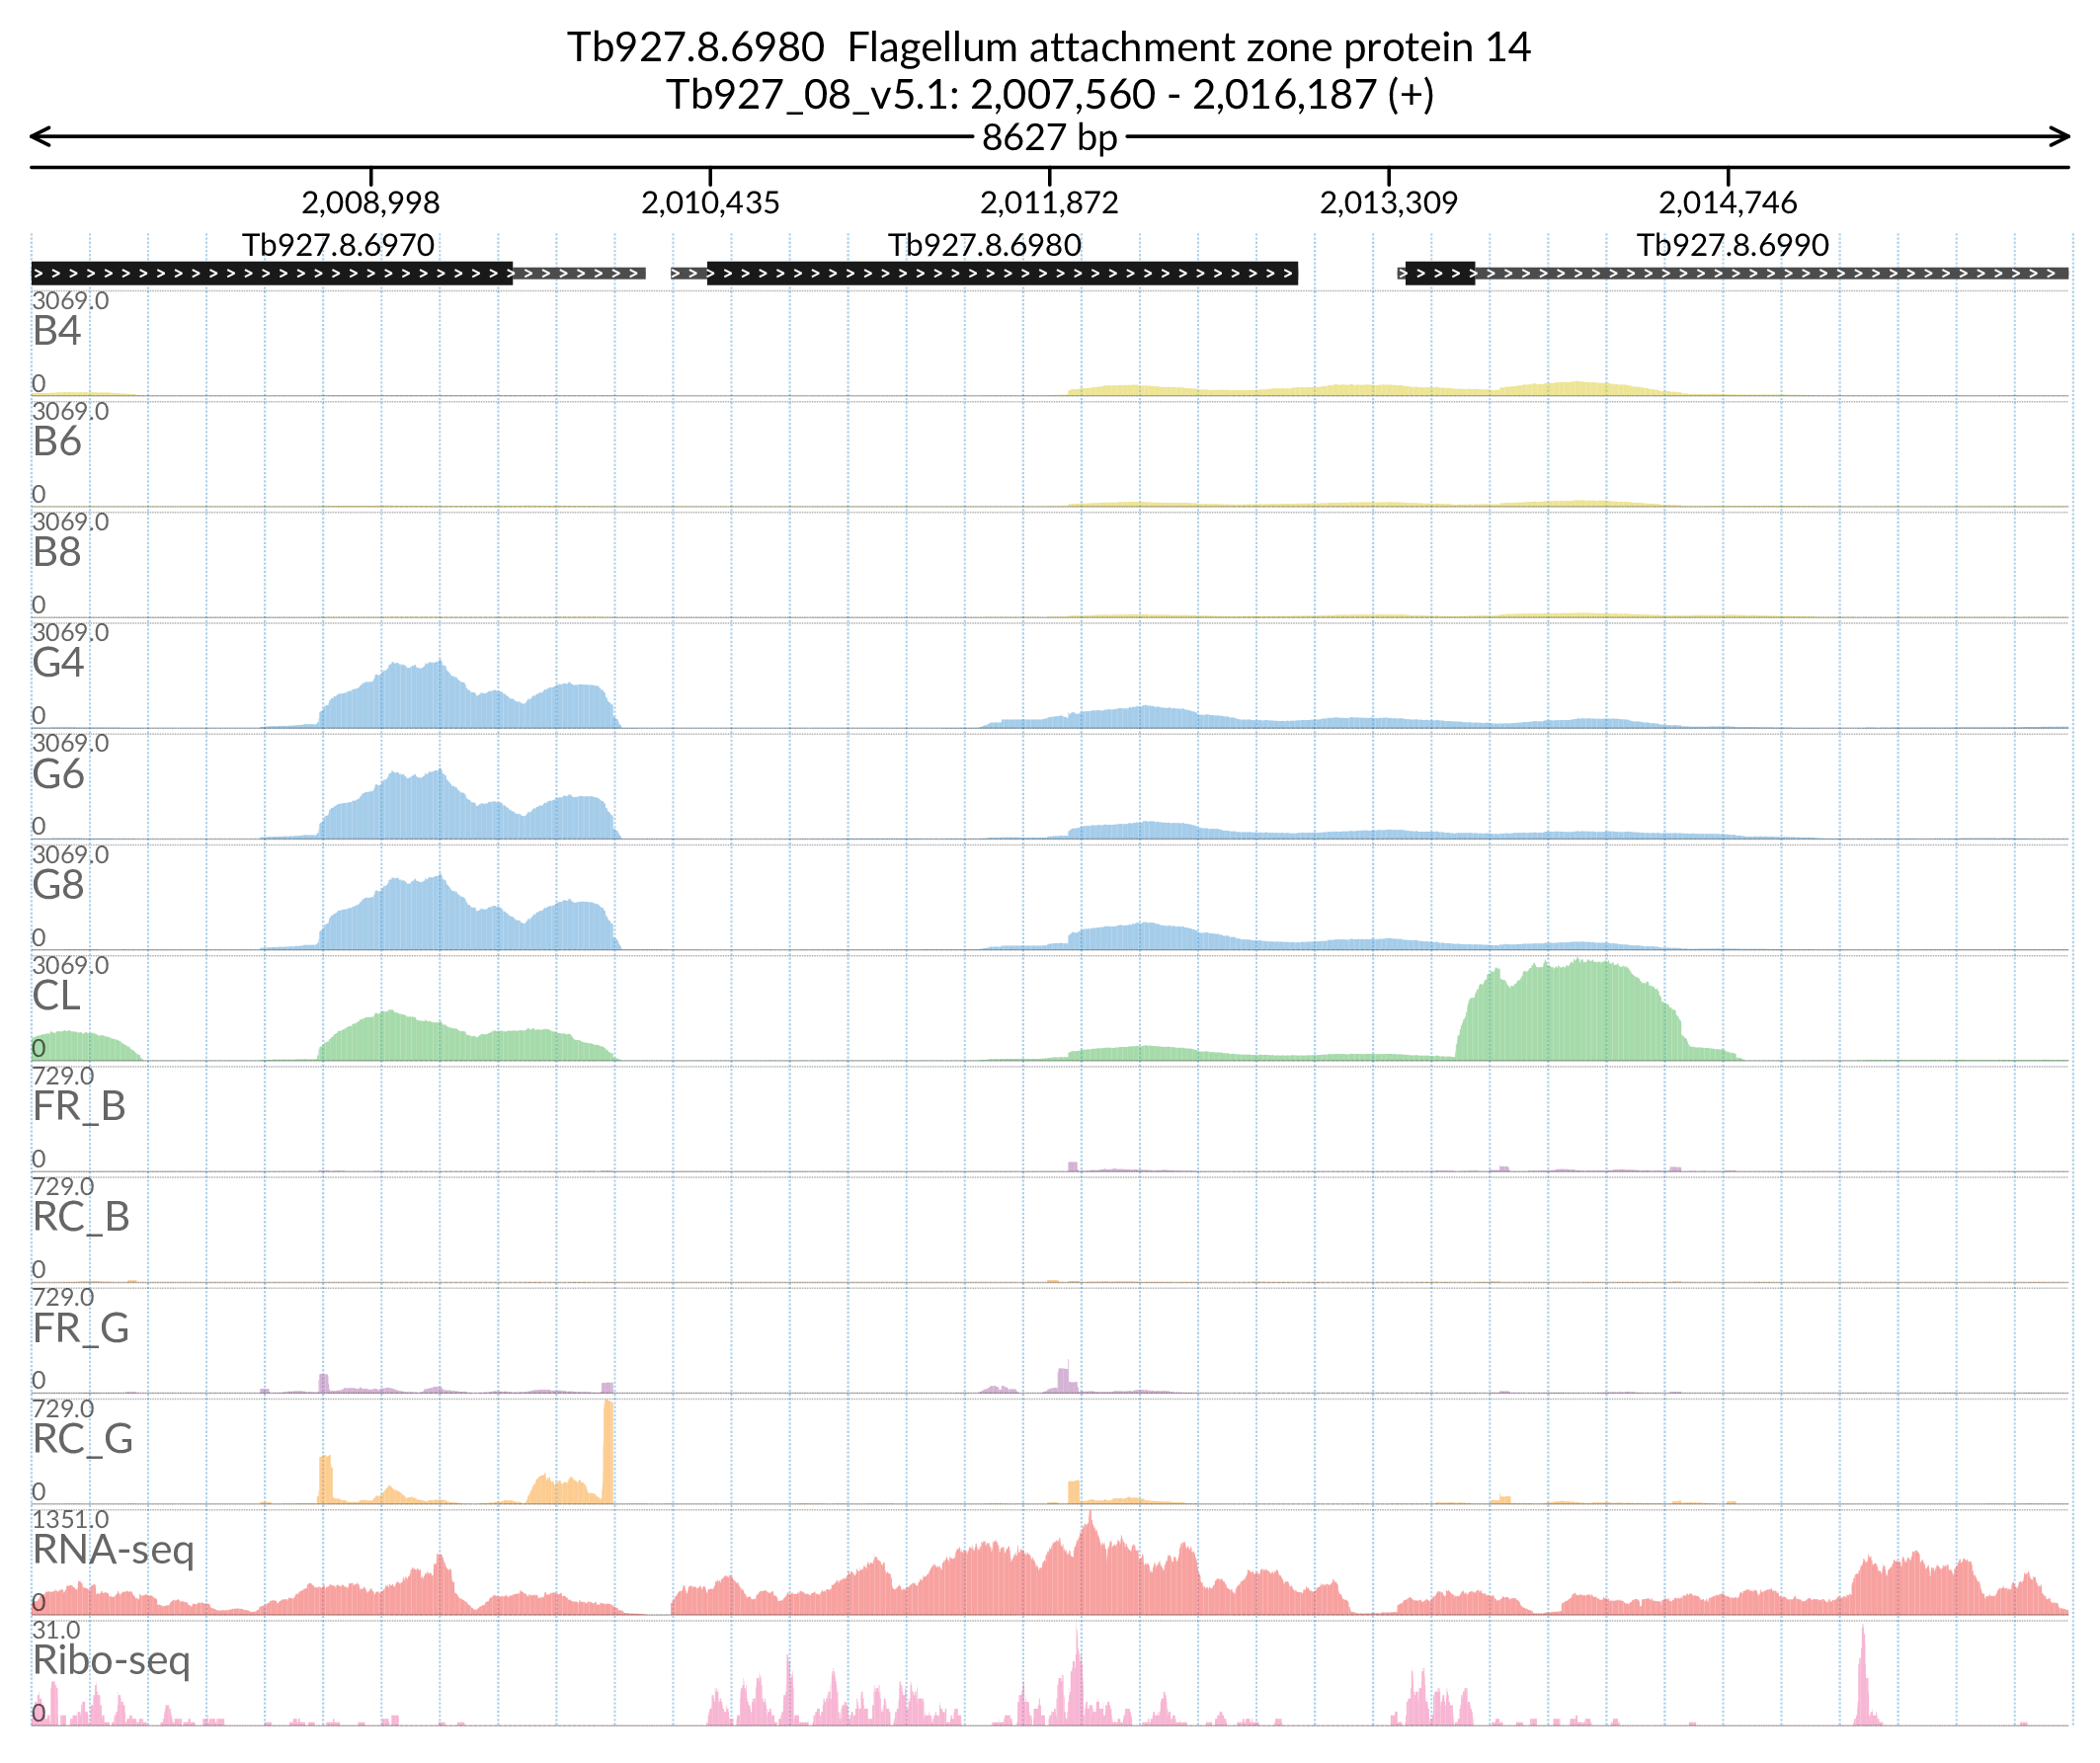 Tb927.8.6980 Flagellum attachment zone protein 14
Tb927_08_v5.1: 2,007,560 - 2,016,187 (+)
8627 bp
2,008,998 2,010,435 2,011,872 2,013,309 2,014,746
Tb927.8.6970 Tb927.8.6980 Tb927.8.6990
3069.0
B4
0
3069.0
B6
0
3069.0
B8
0
3069.0
G4
0
3069.0
G6
0
3069.0
G8
0
3069.0
CL
0
729.0
FR_B
0
729.0
RC_B
0
729.0
FR_G
0
729.0
RC_G
0
1351.0
RNA-seq
0
31.0
Ribo-seq
0